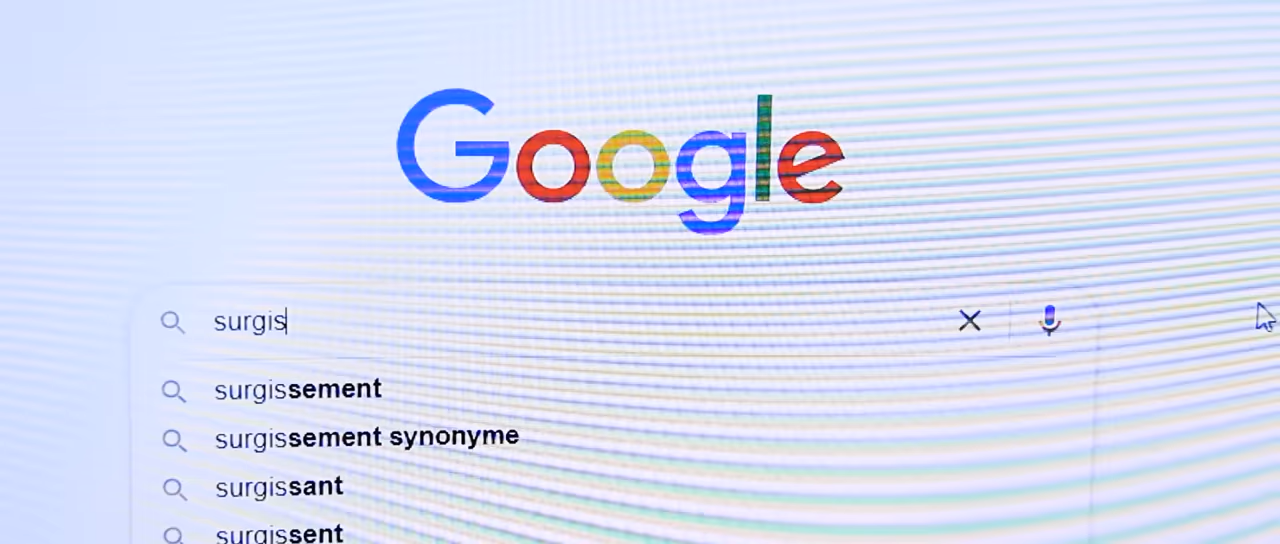 Google
surgis
surgissement
surgissement synonyme
surgissant
surgissent